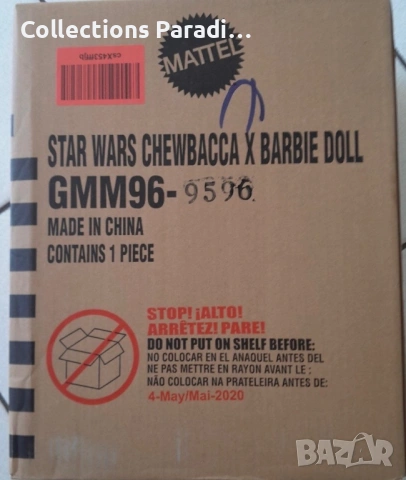 Collections Paradi...
MATTEL
STAR WARS CHEWBACCA X BARBIE DOLL
GMM96-9596
MADE IN CHINA
CONTAINS 1 PIECE
STOP! ¡ALTO!
ARRÊTEZ! PARE!
DO NOT PUT ON SHELF BEFORE:
NO COLOCAR EN EL ANAQUEL ANTES DEL
NE PAS METTRE EN RAYON AVANT LE :
NÃO COLOCAR NA PRATELEIRA ANTES DE:
4-May/Mai-2020
BAZAR